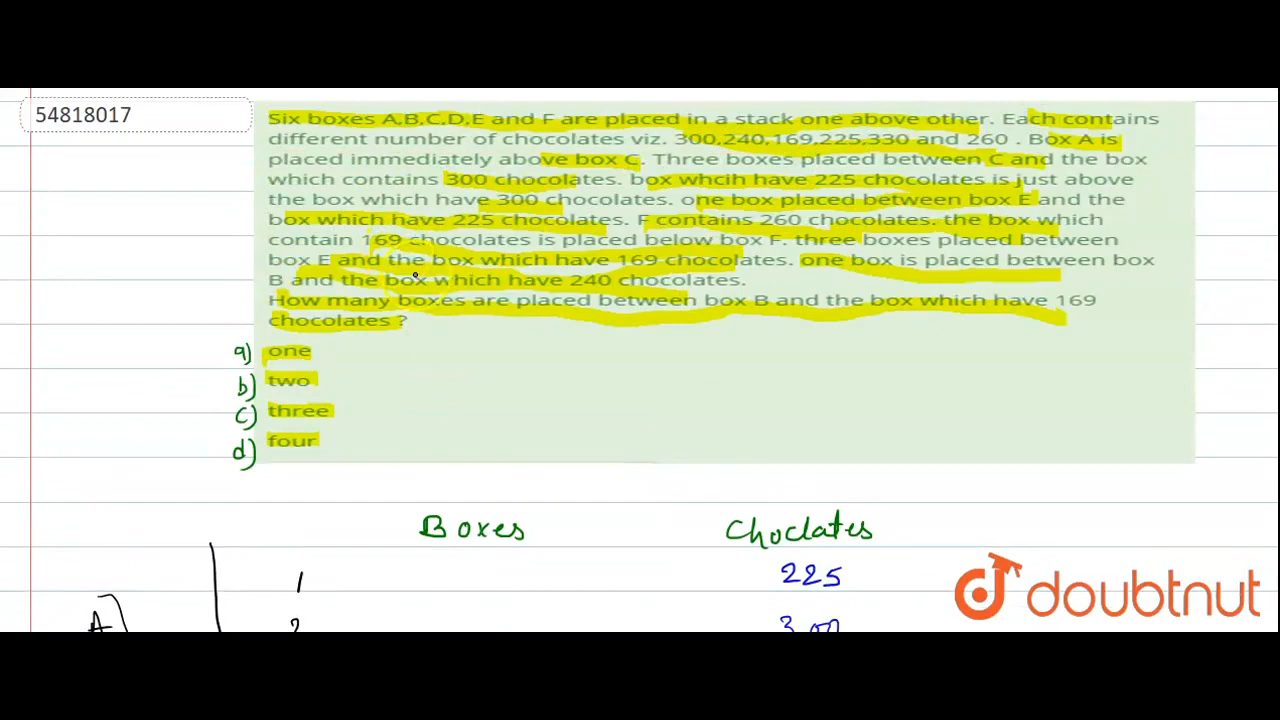 54818017
Six boxes A,B,C,D,E and F are placed in a stack one above other. Each contains
different number of chocolates viz. 300,240,169,225,330 and 260 . Box A is
placed immediately above box C. Three boxes placed between C and the box
which contains 300 chocolates. box whcih have 225 chocolates is just above
the box which have 300 chocolates. one box placed between box E and the
box which have 225 chocolates. F contains 260 chocolates. the box which
contain 169 chocolates is placed below box F. three boxes placed between
box E and the box which have 169 chocolates. one box is placed between box
B and the box which have 240 chocolates.
How many boxes are placed between box B and the box which have 169
chocolates ?
a) one
b) two
c) three
d) four
Boxes Choclates
1 225
A) 2 300
doubtnut